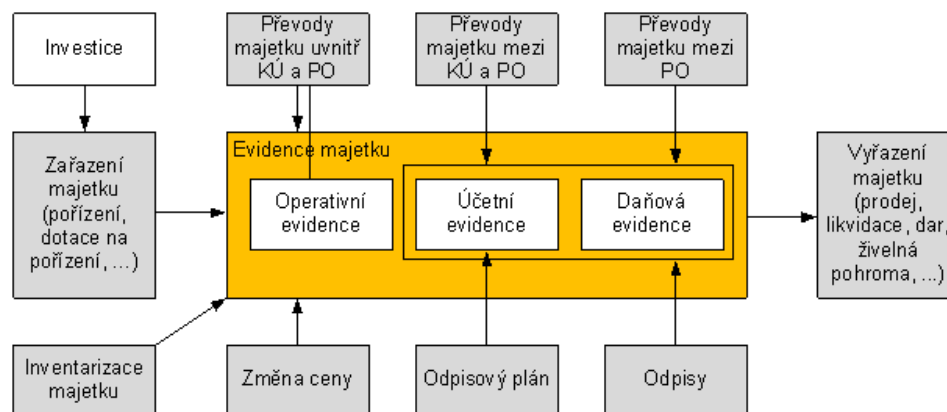 Investice
Převody
majetku uvnitř
KÚ a PO
Převody
majetku mezi
KÚ a PO
Převody
majetku mezi
PO
Zařazení
majetku
(pořízení,
dotace na
pořízení, ...)
Evidence majetku
Operativní
evidence
Účetní
evidence
Daňová
evidence
Vyřazení
majetku
(prodej,
likvidace, dar,
živelná
pohroma, ...)
Inventarizace
majetku
Změna ceny
Odpisový plán
Odpisy